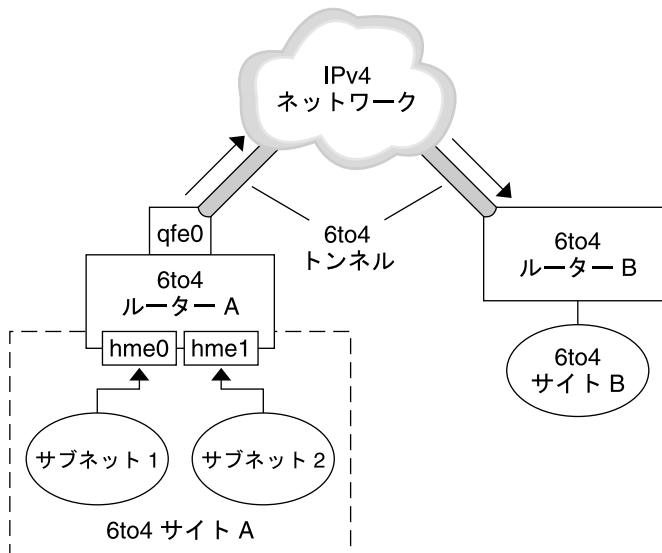 IPv4
ネットワーク
qfe0
6to4
トンネル
6to4
ルーター A
6to4
ルーター B
hme0
hme1
6to4
サイト B
サブネット 1
サブネット 2
6to4 サイト A